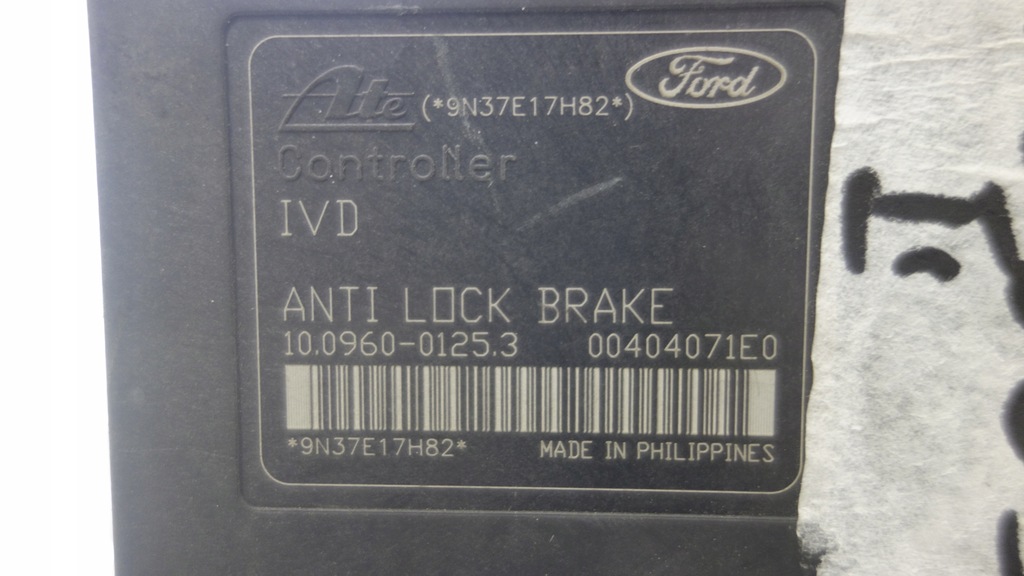 Ate (*9N37E17H82*) Ford
Controller
IVD
ANTI LOCK BRAKE
10.0960-0125.3 00404071E0
*9N37E17H82* MADE IN PHILIPPINES